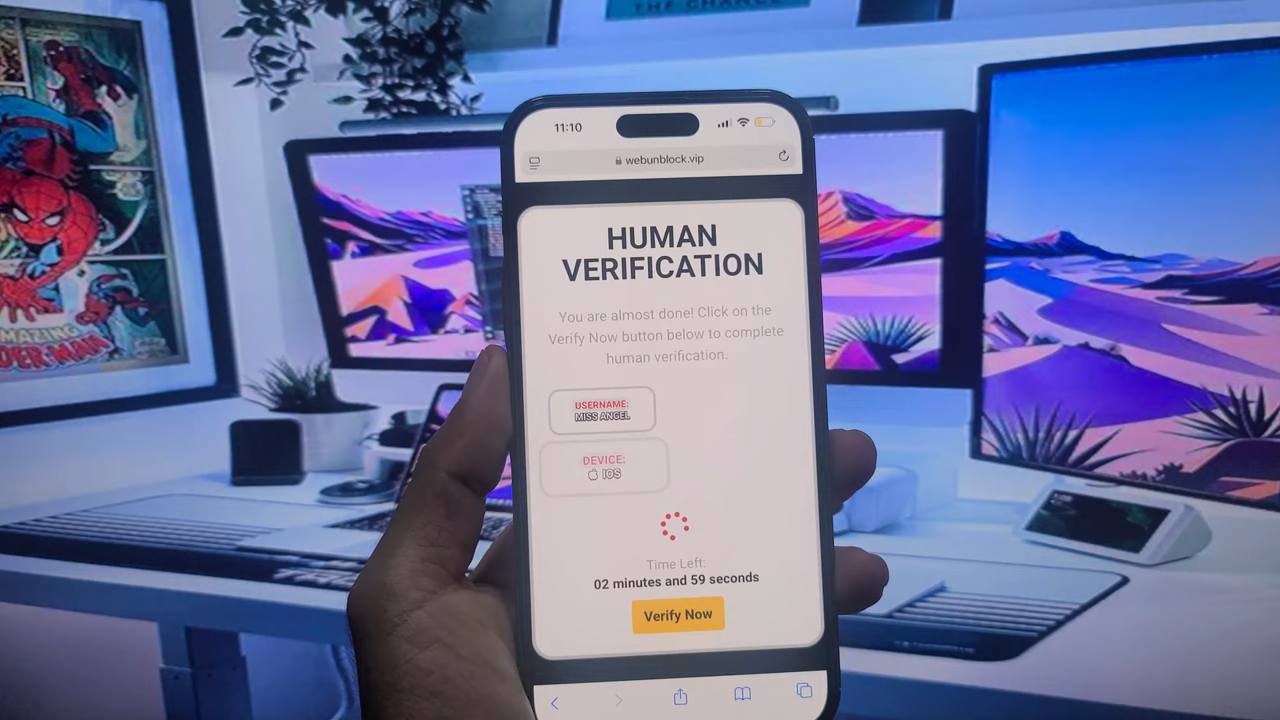 THE CHANCE
AMAZING
SPIDER-MAN
11:10
webunblock.vip
HUMAN
VERIFICATION
You are almost done! Click on the
Verify Now button below to complete
human verification.
USERNAME:
MISS ANGEL
DEVICE:
IOS
Time Left:
02 minutes and 59 seconds
Verify Now